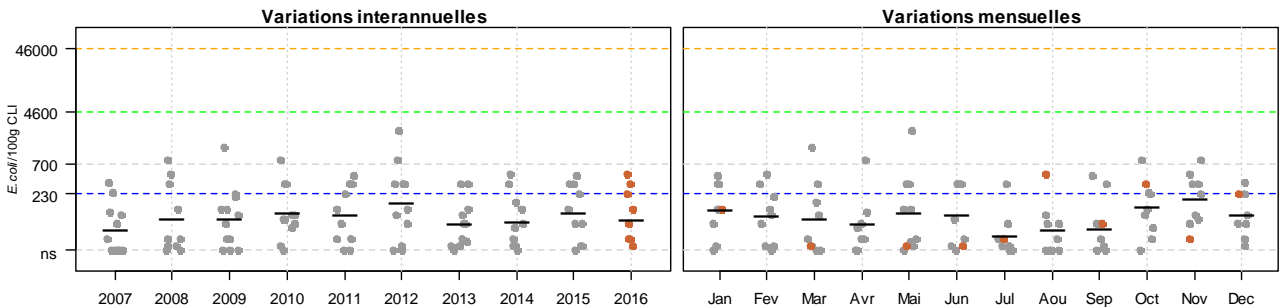 Variations interannuelles
Variations mensuelles
E.coli/100g CLI
46000
4600
700
230
ns
2007 2008 2009 2010 2011 2012 2013 2014 2015 2016
Jan Fev Mar Avr Mai Jun Jul Aou Sep Oct Nov Dec